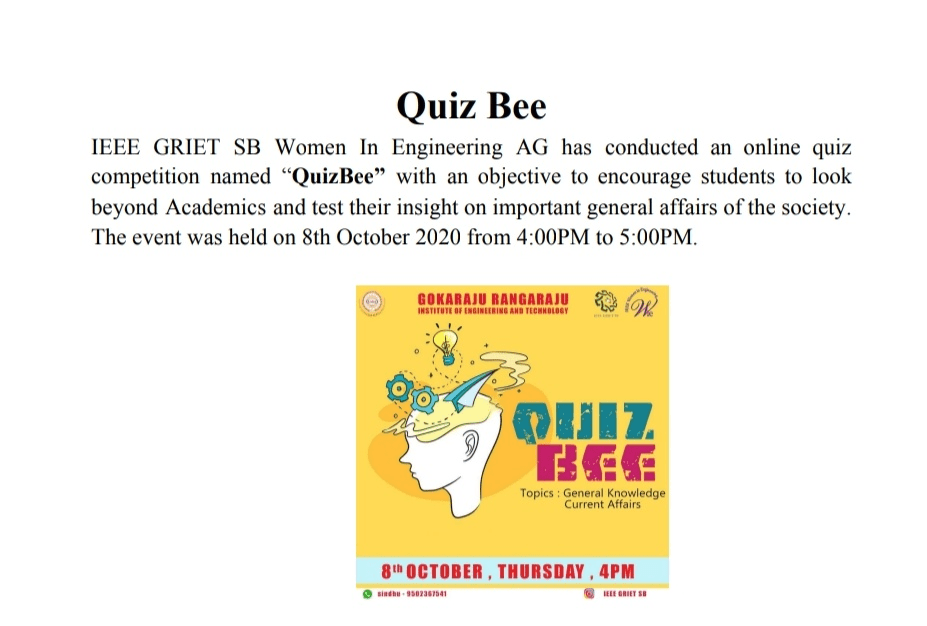 Quiz Bee
IEEE GRIET SB Women In Engineering AG has conducted an online quiz
competition named “QuizBee” with an objective to encourage students to look
beyond Academics and test their insight on important general affairs of the society.
The event was held on 8th October 2020 from 4:00PM to 5:00PM.
GOKARAJU RANGARAJU
INSTITUTE OF ENGINEERING AND TECHNOLOGY
QUIZ
BEE
Topics : General Knowledge
Current Affairs
8th OCTOBER , THURSDAY , 4PM
sindhu - 9502367541
IEEE GRIET SB